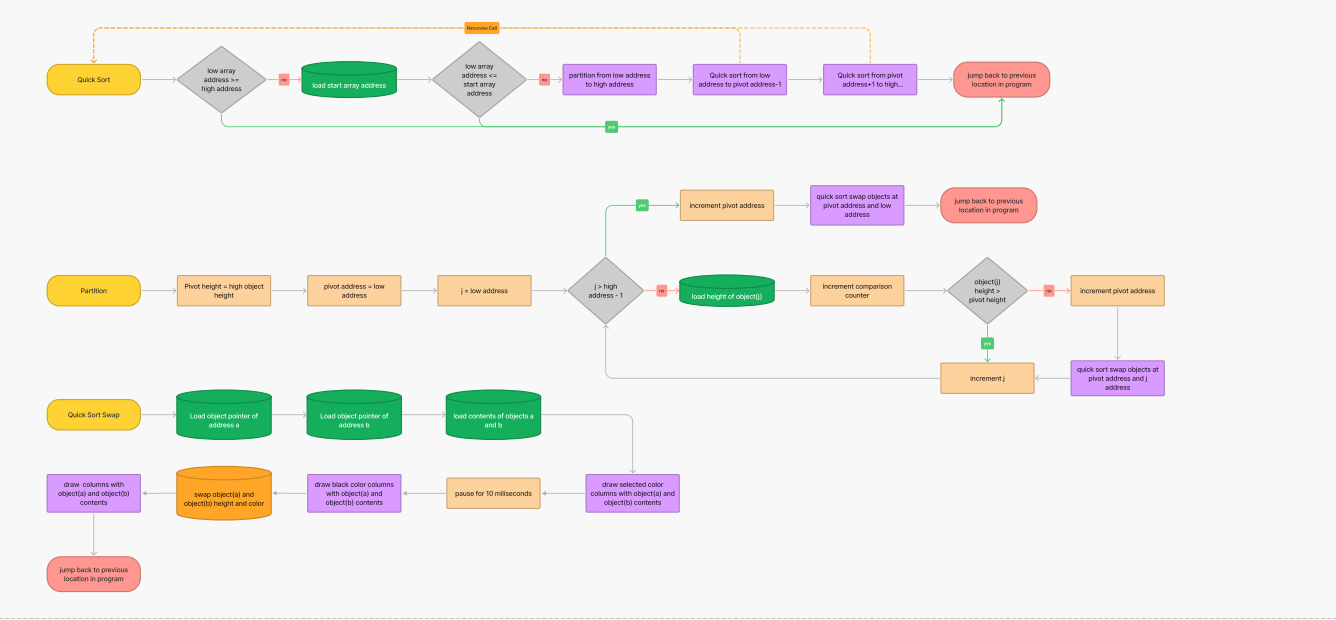 Recursive Call
Quick Sort
low array
address >=
high address
no
load start array address
low array
address <=
start array
address
no
partition from low address
to high address
Quick sort from low
address to pivot address-1
Quick sort from pivot
address+1 to high...
jump back to previous
location in program
yes
yes
increment pivot address
quick sort swap objects at
pivot address and low
address
jump back to previous
location in program
Partition
Pivot height = high object
height
pivot address = low
address
j = low address
j > high
address - 1
no
load height of object(j)
increment comparison
counter
object(j)
height >
pivot height
no
increment pivot address
yes
increment j
quick sort swap objects at
pivot address and j
address
Quick Sort Swap
Load object pointer of
address a
Load object pointer of
address b
load contents of objects a
and b
draw columns with
object(a) and object(b)
contents
swap object(a) and
object(b) height and color
draw black color columns
with object(a) and
object(b) contents
pause for 10 miliseconds
draw selected color
columns with object(a) and
object(b) contents
jump back to previous
location in program